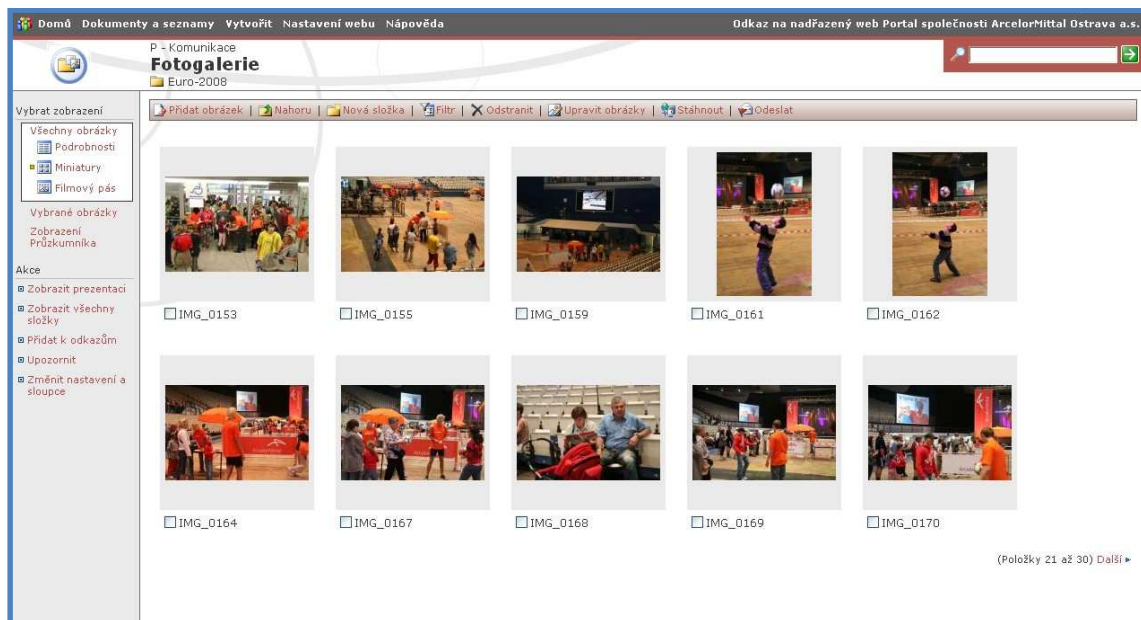 Domů Dokumenty a seznamy Vytvořit Nastavení webu Nápověda Odkaz na nadřazený web Portal společnosti ArcelorMittal Ostrava a.s.
P - Komunikace
Fotogalerie
Euro-2008
Vybrat zobrazení
Všechny obrázky
Podrobnosti
Miniatury
Filmový pás
Vybrané obrázky
Zobrazení
Průzkumníka
Akce
Zobrazit prezentaci
Zobrazit všechny
složky
Přidat k odkazům
Upozornit
Změnit nastavení a
sloupce
Přidat obrázek | Nahoru | Nová složka | Filtr | Odstranit | Upravit obrázky | Stáhnout | Odeslat
IMG_0153 IMG_0155 IMG_0159 IMG_0161 IMG_0162
IMG_0164 IMG_0167 IMG_0168 IMG_0169 IMG_0170
(Položky 21 až 30) Další